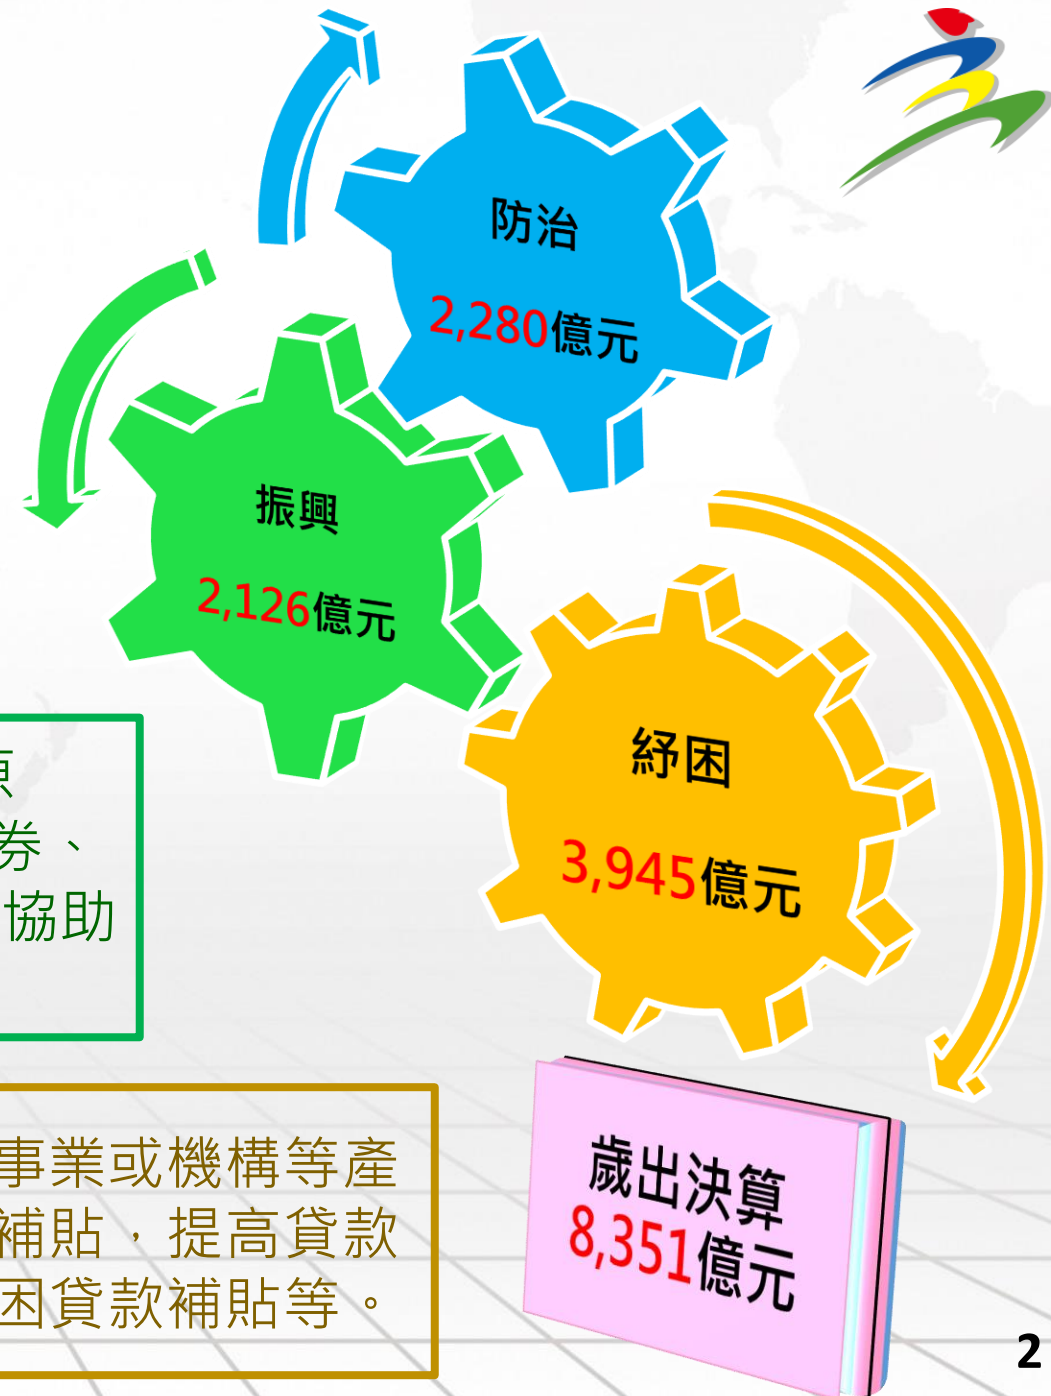 防治
2,280億元
振興
2,126億元
紓困
3,945億元
券、
協助
事業或機構等產
補貼，提高貸款
困貸款補貼等。
歲出決算
8,351億元
2